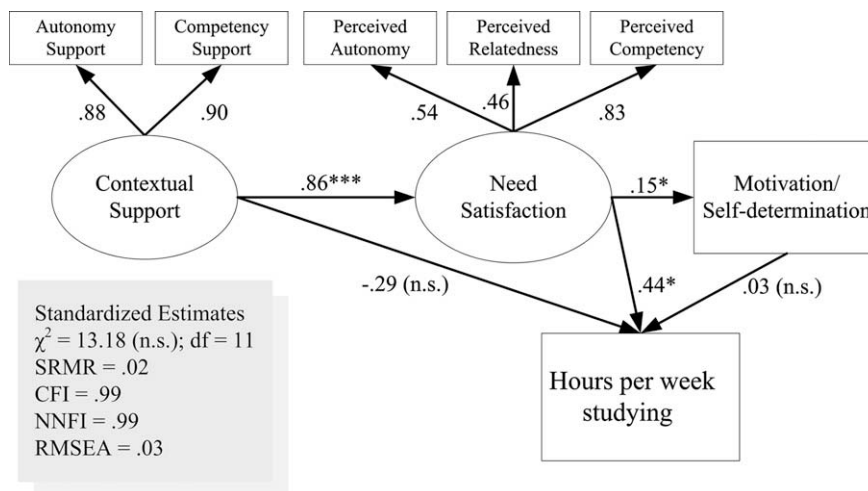 Autonomy
Support
Competency
Support
Perceived
Autonomy
Perceived
Relatedness
Perceived
Competency
.88
.90
.54
.46
.83
Contextual
Support
.86***
Need
Satisfaction
.15*
Motivation/
Self-determination
-.29 (n.s.)
.44*
.03 (n.s.)
Standardized Estimates
χ² = 13.18 (n.s.); df = 11
SRMR = .02
CFI = .99
NNFI = .99
RMSEA = .03
Hours per week
studying